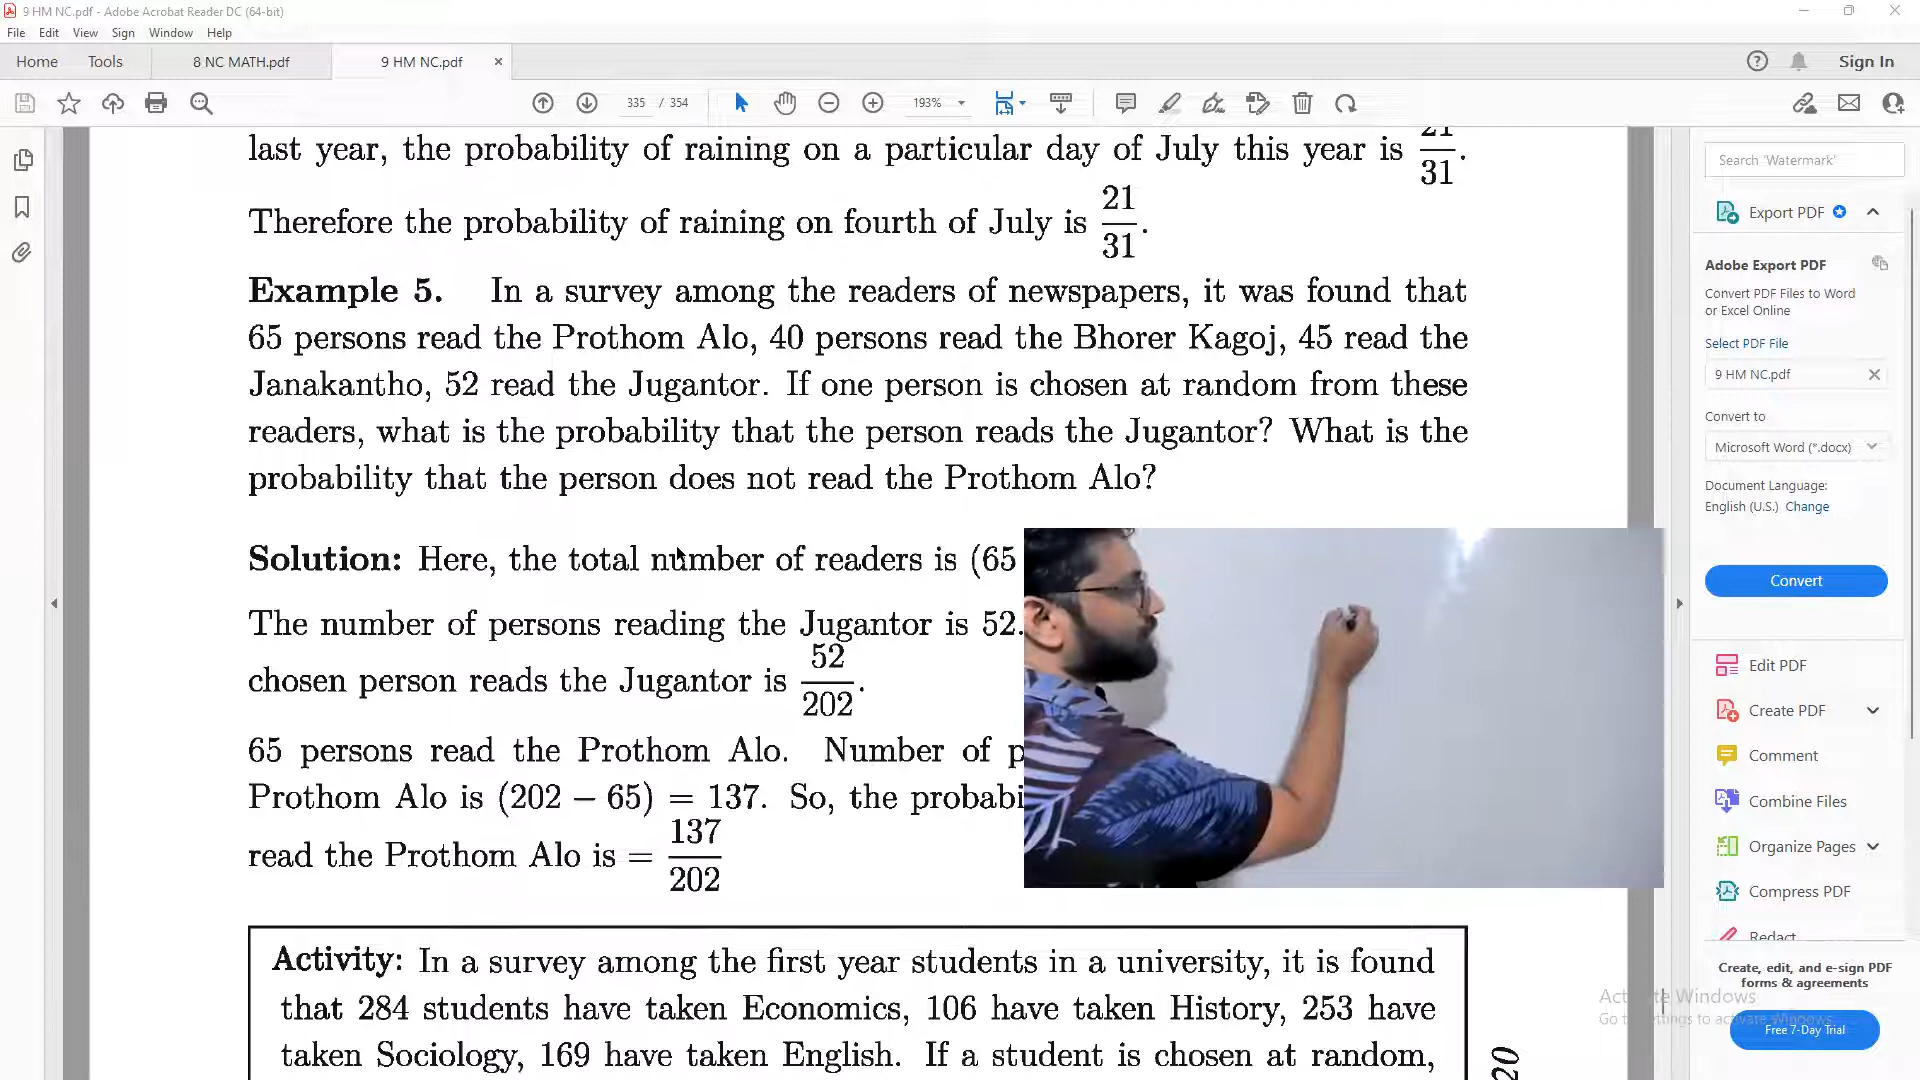 9 HM NC.pdf - Adobe Acrobat Reader DC (64-bit)
File Edit View Sign Window Help
Home Tools 8 NC MATH.pdf 9 HM NC.pdf × Sign In
335 / 354 193%
last year, the probability of raining on a particular day of July this year is 21/31.
Therefore the probability of raining on fourth of July is 21/31.
Example 5. In a survey among the readers of newspapers, it was found that
65 persons read the Prothom Alo, 40 persons read the Bhorer Kagoj, 45 read the
Janakantho, 52 read the Jugantor. If one person is chosen at random from these
readers, what is the probability that the person reads the Jugantor? What is the
probability that the person does not read the Prothom Alo?
Solution: Here, the total number of readers is (65
The number of persons reading the Jugantor is 52.
chosen person reads the Jugantor is 52/202.
65 persons read the Prothom Alo. Number of p
Prothom Alo is (202 − 65) = 137. So, the probabi
read the Prothom Alo is = 137/202
Activity: In a survey among the first year students in a university, it is found
that 284 students have taken Economics, 106 have taken History, 253 have
taken Sociology, 169 have taken English. If a student is chosen at random,
20
Search 'Watermark'
Export PDF
Adobe Export PDF
Convert PDF Files to Word
or Excel Online
Select PDF File
9 HM NC.pdf
Convert to
Microsoft Word (*.docx)
Document Language:
English (U.S.) Change
Convert
Edit PDF
Create PDF
Comment
Combine Files
Organize Pages
Compress PDF
Redact
Create, edit, and e-sign PDF
forms & agreements
Activate Windows
Go to Settings to activate Windows.
Free 7-Day Trial